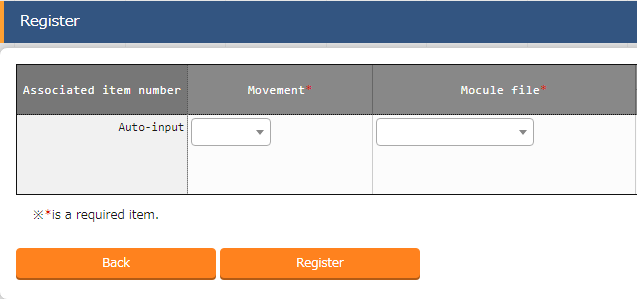 Register
Associated item number Movement* Mocule file*
Auto-input
※*is a required item.
Back Register